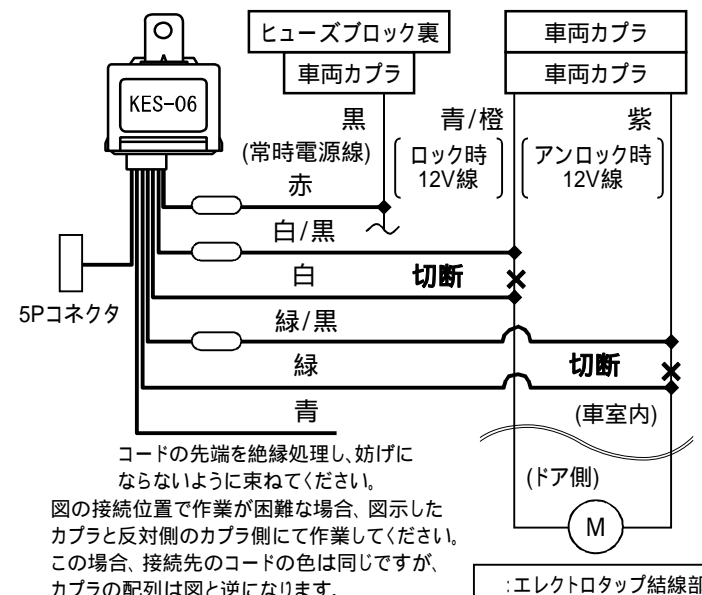 ヒューズブロック裏
車両カプラ
車両カプラ
車両カプラ
KES-06
黒
青/橙
紫
(常時電源線)
ロック時
12V線
アンロック時
12V線
赤
白/黒
白
切断
5Pコネクタ
緑/黒
緑
切断
青
(車室内)
コードの先端を絶縁処理し、妨げに
ならないように束ねてください。
(ドア側)
図の接続位置で作業が困難な場合、図示した
カプラと反対側のカプラ側にて作業してください。
この場合、接続先のコードの色は同じですが、
カプラの配列は図と逆になります。
M
:エレクトロタップ結線部